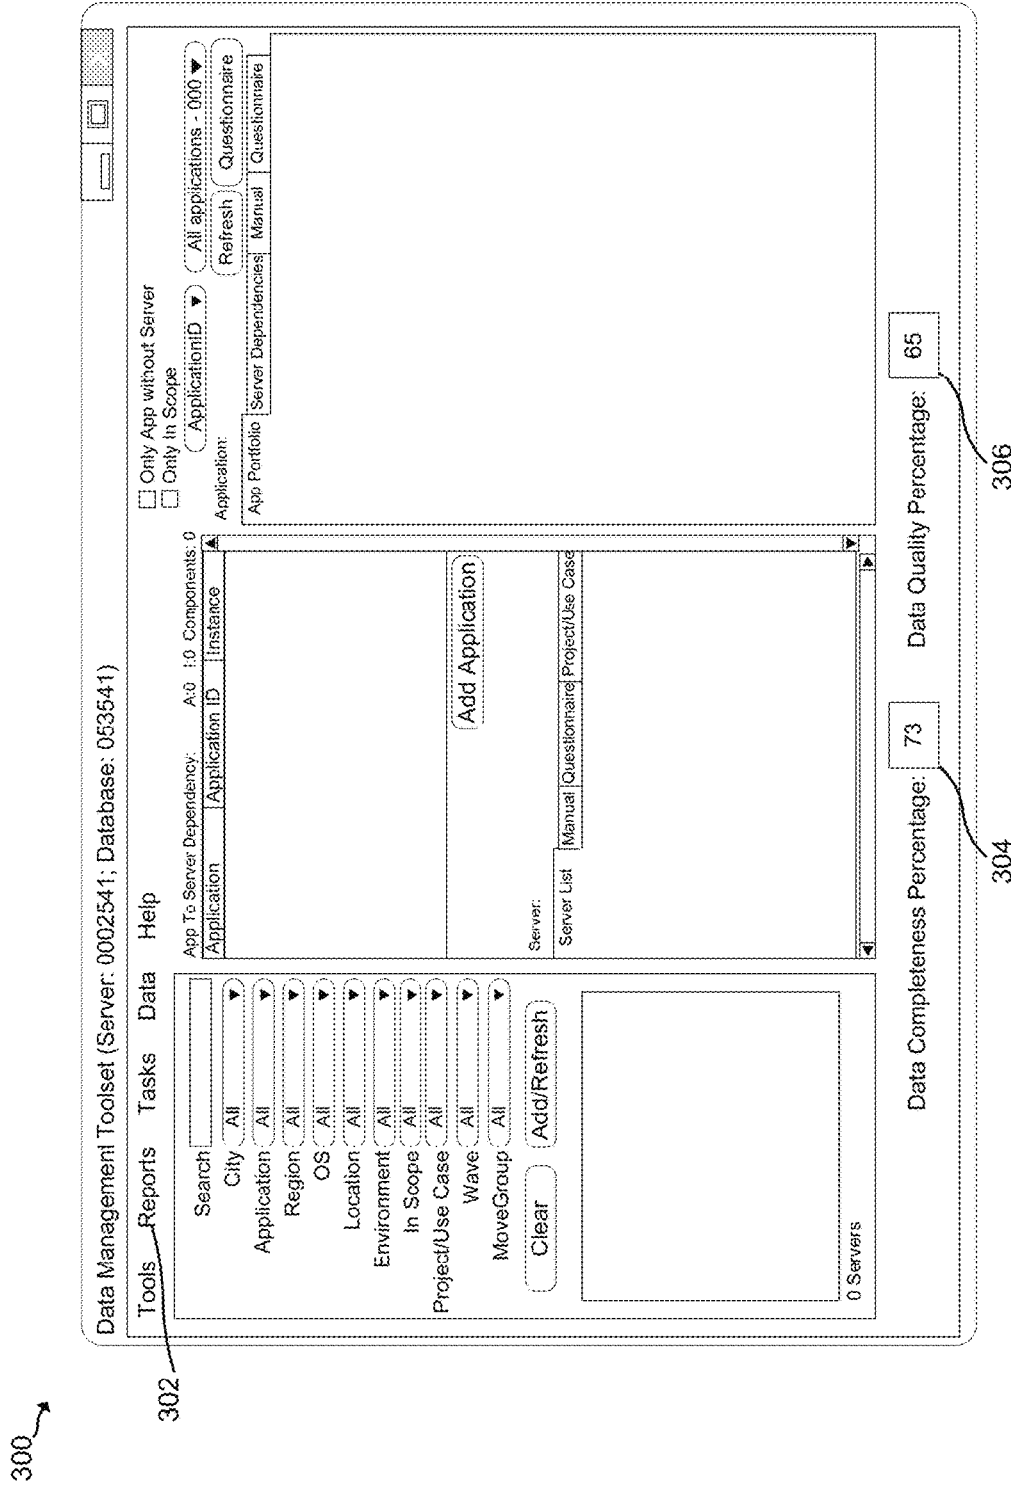 300
Data Management Toolset (Server: 0002541; Database: 053541)
Tools Reports Tasks Data Help
302
Search
City All
Application All
Region All
OS All
Location All
Environment All
In Scope All
Project/Use Case All
Wave All
MoveGroup All
Clear Add/Refresh
0 Servers
App To Server Dependency: A:0 I:0 Components: 0
Application Application ID Instance
Add Application
Server:
Server List Manual Questionnaire Project/Use Case
Only App without Server
Only In Scope
ApplicationID All applications - 000
Application: Refresh Questionnaire
App Portfolio Server Dependencies Manual Questionnaire
Data Completeness Percentage: 73 Data Quality Percentage: 65
304 306